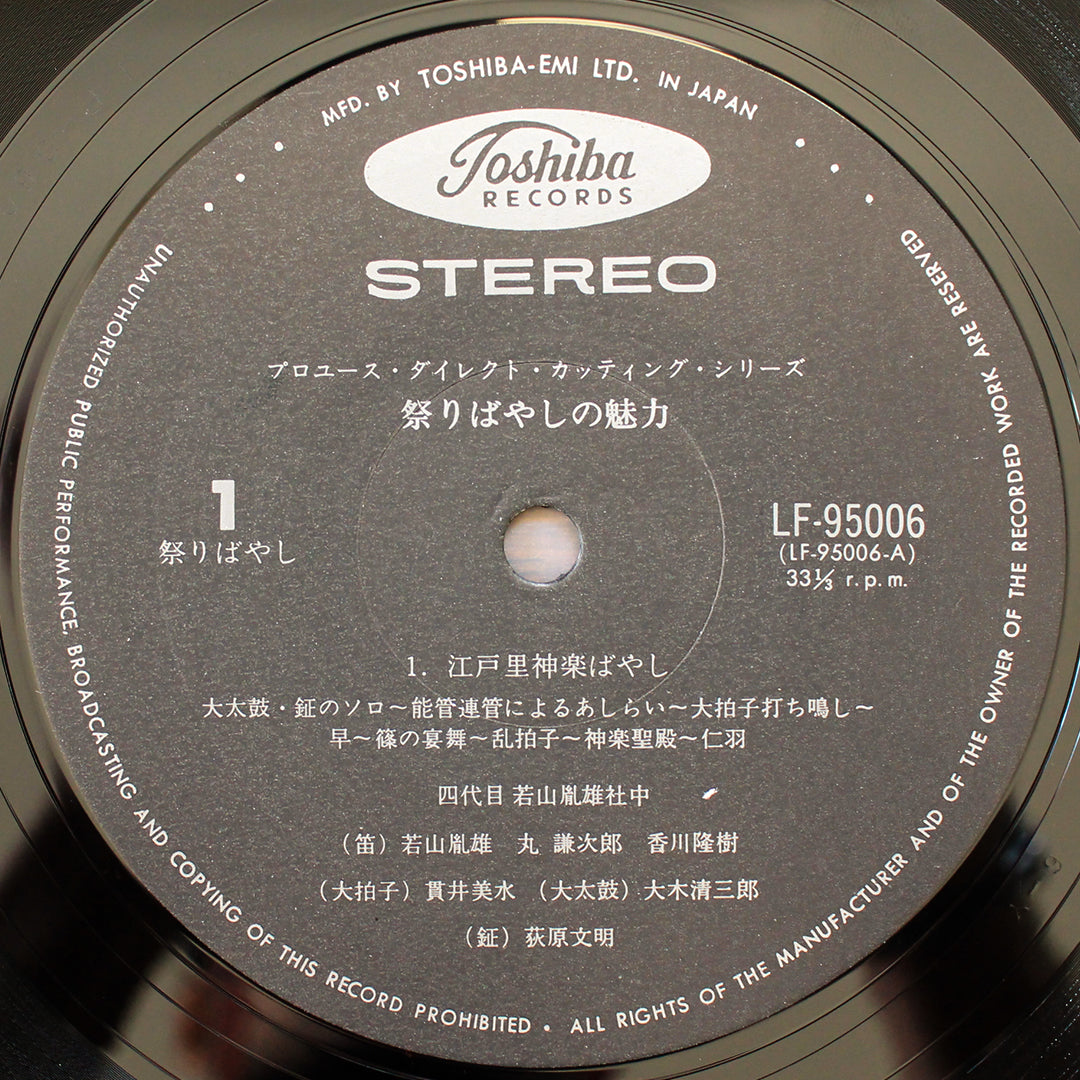 MFD. BY TOSHIBA-EMI LTD. IN JAPAN
Toshiba
RECORDS
STEREO
プロユース・ダイレクト・カッティング・シリーズ
祭りばやしの魅力
1
祭りばやし
LF-95006
(LF-95006-A)
33⅓ r.p.m.
1. 江戸里神楽ばやし
大太鼓・鉦のソロ～能管連管によるあしらい～大拍子打ち鳴し～
早～篠の宴舞～乱拍子～神楽聖殿～仁羽
四代目 若山胤雄社中
（笛）若山胤雄 丸 謙次郎 香川隆樹
（大拍子）貫井美水 （大太鼓）大木清三郎
（鉦）荻原文明
UNAUTHORIZED PUBLIC PERFORMANCE, BROADCASTING AND COPYING OF THIS RECORD PROHIBITED • ALL RIGHTS OF THE MANUFACTURER AND OF THE OWNER OF THE RECORDED WORK ARE RESERVED